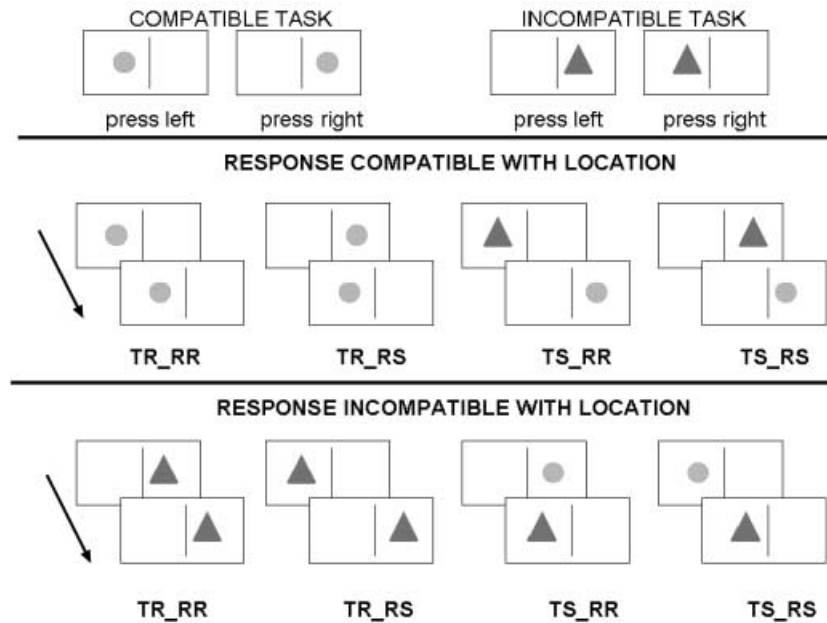 COMPATIBLE TASK INCOMPATIBLE TASK
press left press right press left press right
RESPONSE COMPATIBLE WITH LOCATION
TR_RR TR_RS TS_RR TS_RS
RESPONSE INCOMPATIBLE WITH LOCATION
TR_RR TR_RS TS_RR TS_RS